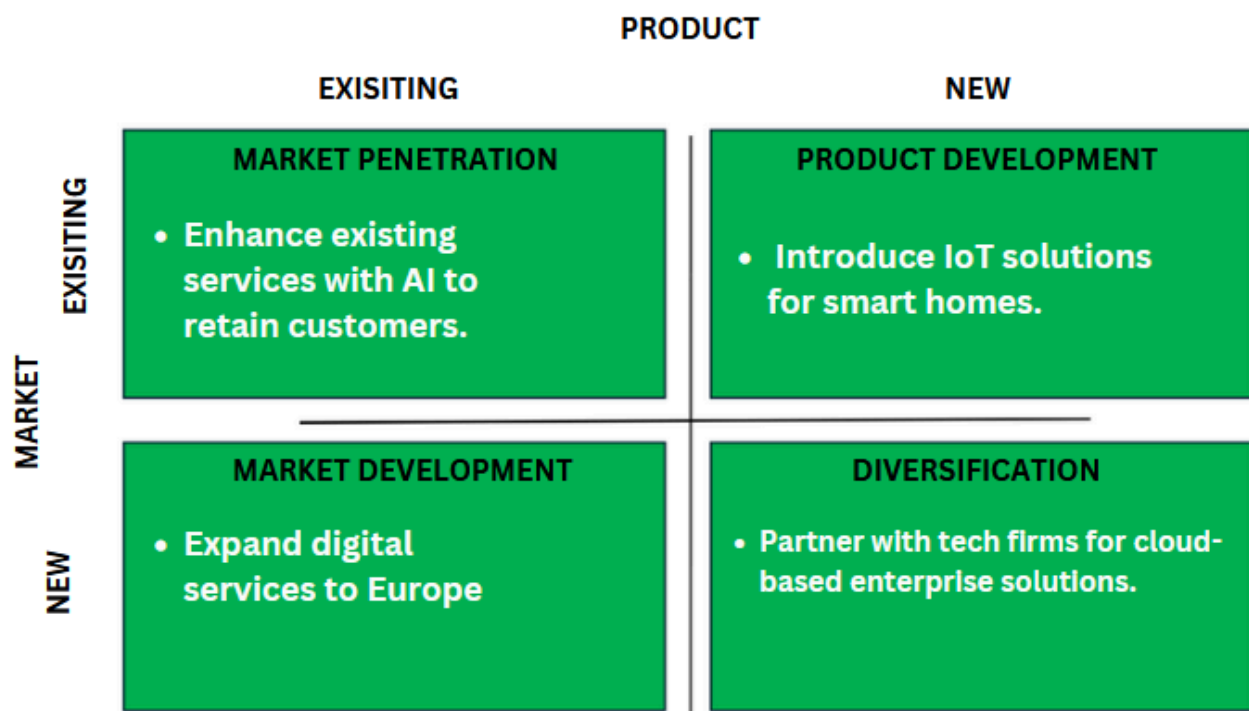 PRODUCT
EXISITING
NEW
EXISITING
MARKET PENETRATION
• Enhance existing
services with AI to
retain customers.
PRODUCT DEVELOPMENT
• Introduce IoT solutions
for smart homes.
MARKET
NEW
MARKET DEVELOPMENT
• Expand digital
services to Europe
DIVERSIFICATION
• Partner with tech firms for cloud-
based enterprise solutions.